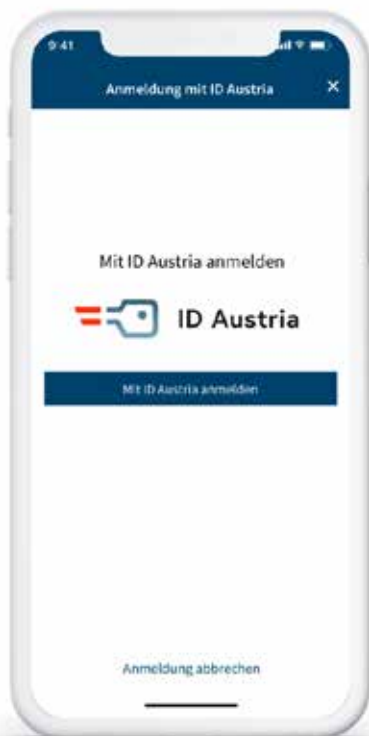 9:41
Anmeldung mit ID Austria ×
Mit ID Austria anmelden
ID Austria
Mit ID Austria anmelden
Anmeldung abbrechen